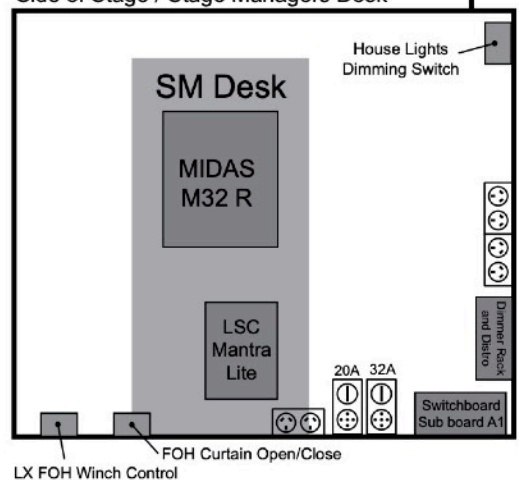 Side of Stage / Stage Managers Desk
House Lights
Dimming Switch
SM Desk
MIDAS
M32 R
LSC
Mantra
Lite
Dimmer Rack
and Distro
20A
32A
Switchboard
Sub board A1
FOH Curtain Open/Close
LX FOH Winch Control